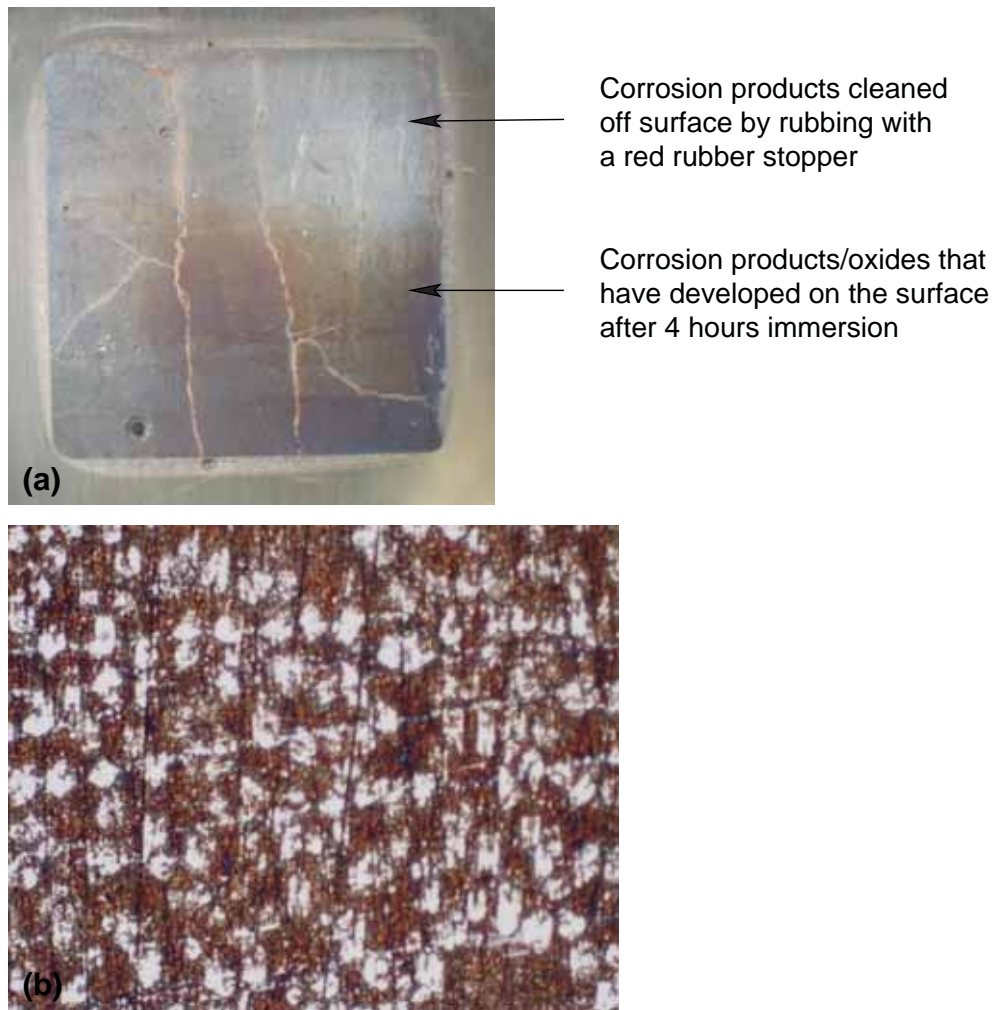 Corrosion products cleaned
off surface by rubbing with
a red rubber stopper
Corrosion products/oxides that
have developed on the surface
after 4 hours immersion
(a)
(b)